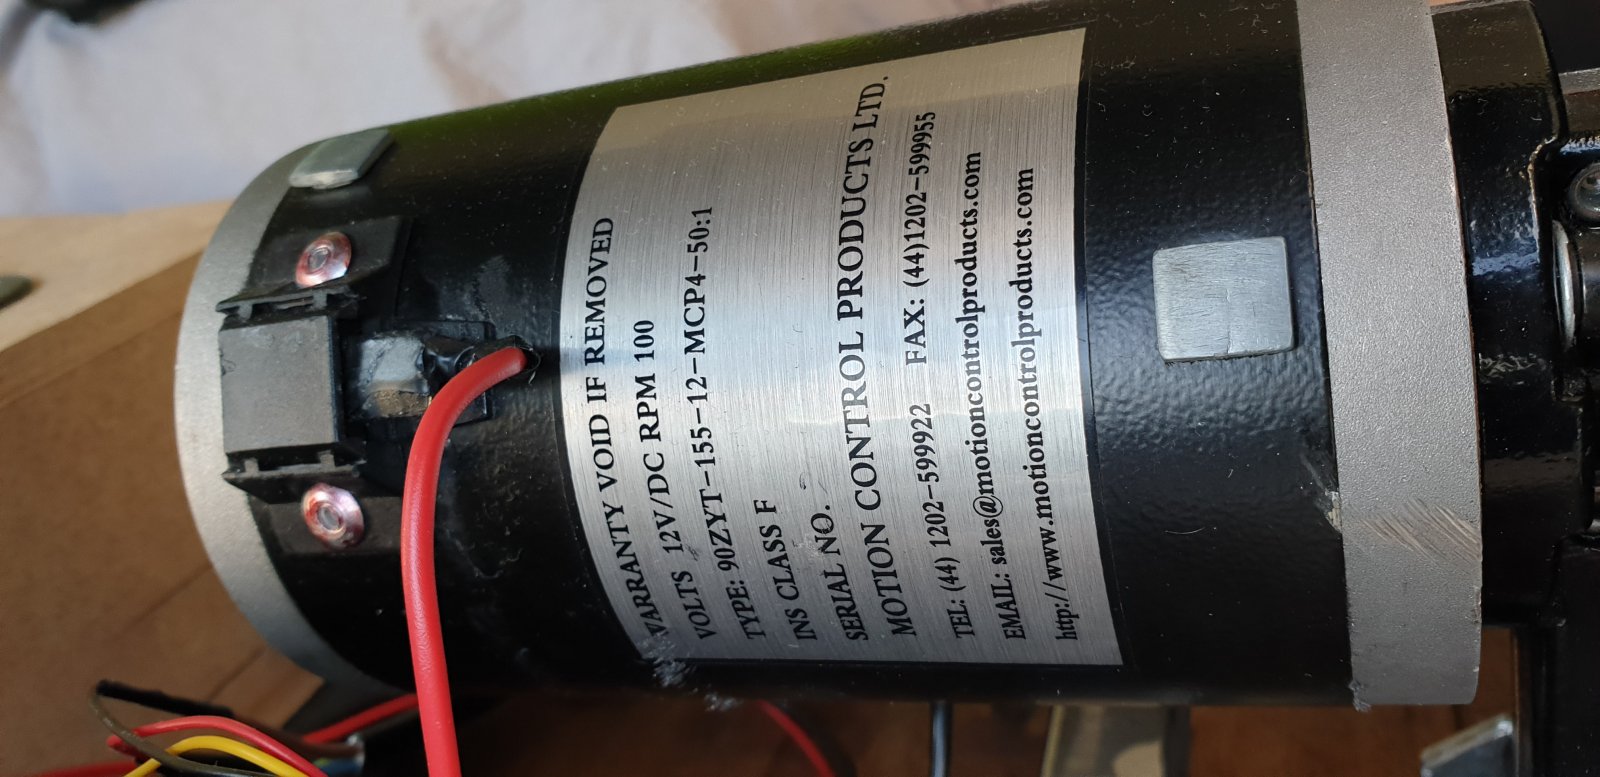 WARRANTY VOID IF REMOVED
VOLTS 12V/DC RPM 100
TYPE: 90ZYT-155-12-MCP4-50:1
INS CLASS F
SERIAL NO.
MOTION CONTROL PRODUCTS LTD.
TEL: (44) 1202-599922 FAX: (44)1202-599955
EMAIL: sales@motioncontrolproducts.com
http://www.motioncontrolproducts.com